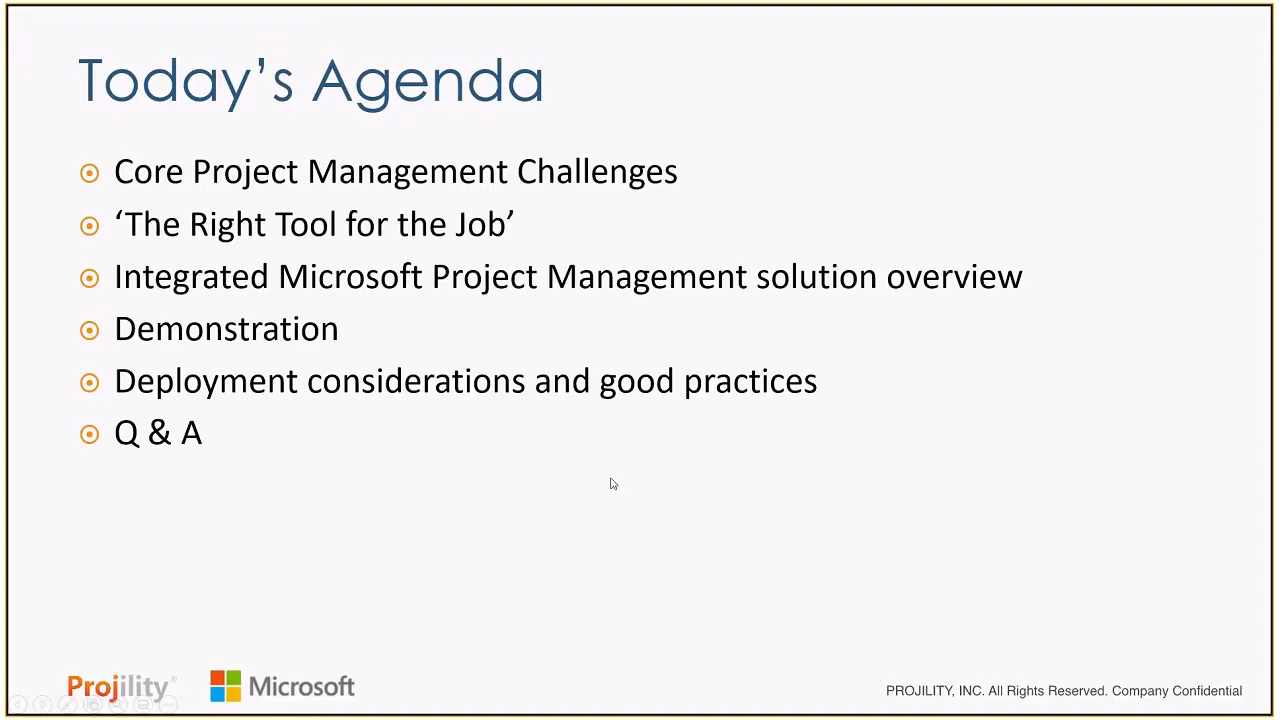 Today’s Agenda
Core Project Management Challenges
‘The Right Tool for the Job’
Integrated Microsoft Project Management solution overview
Demonstration
Deployment considerations and good practices
Q & A
Projility®
Microsoft
PROJILITY, INC. All Rights Reserved. Company Confidential